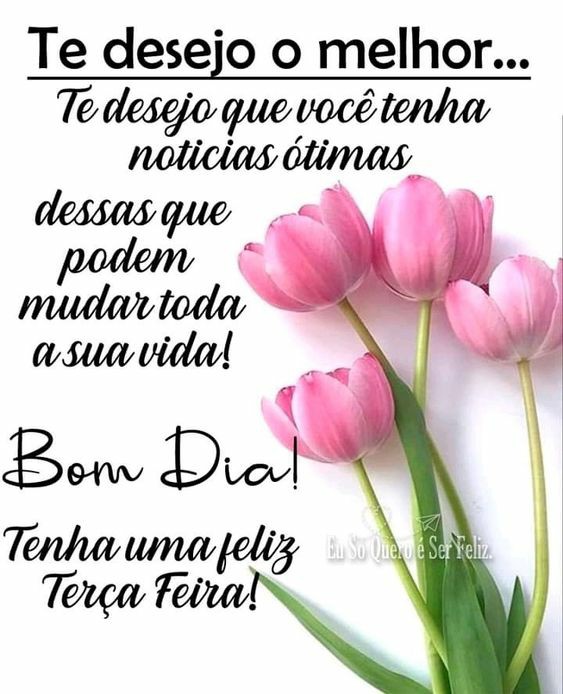 Te desejo o melhor...
Te desejo que você tenha
noticias ótimas
dessas que
podem
mudar toda
a sua vida!
Bom Dia!
Tenha uma feliz
Terça Feira!
Eu So Quero é Ser Feliz.